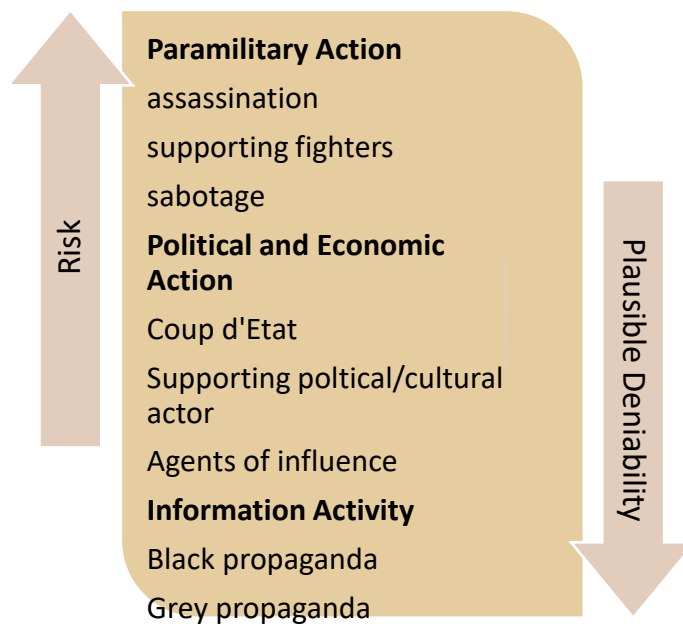 Risk
Paramilitary Action
assassination
supporting fighters
sabotage
Political and Economic
Action
Coup d'Etat
Supporting poltical/cultural
actor
Agents of influence
Information Activity
Black propaganda
Grey propaganda
Plausible Deniability